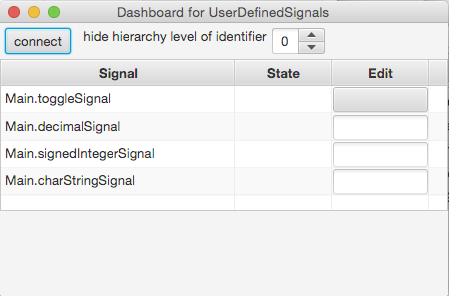 Dashboard for UserDefinedSignals
connect hide hierarchy level of identifier 0
Signal State Edit
Main.toggleSignal
Main.decimalSignal
Main.signedIntegerSignal
Main.charStringSignal